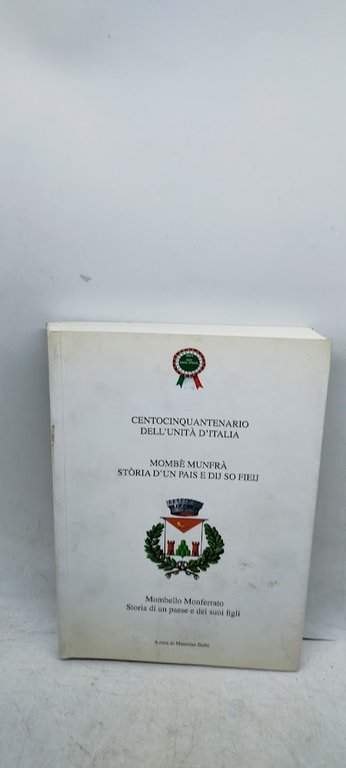 CENTOCINQUANTENARIO
DELL'UNITÀ D'ITALIA
MOMBÈ MUNFRÀ
STÒRIA D'UN PAIS E DIJ SO FIEIJ
Mombello Monferrato
Storia di un paese e dei suoi figli
A cura di Massimo